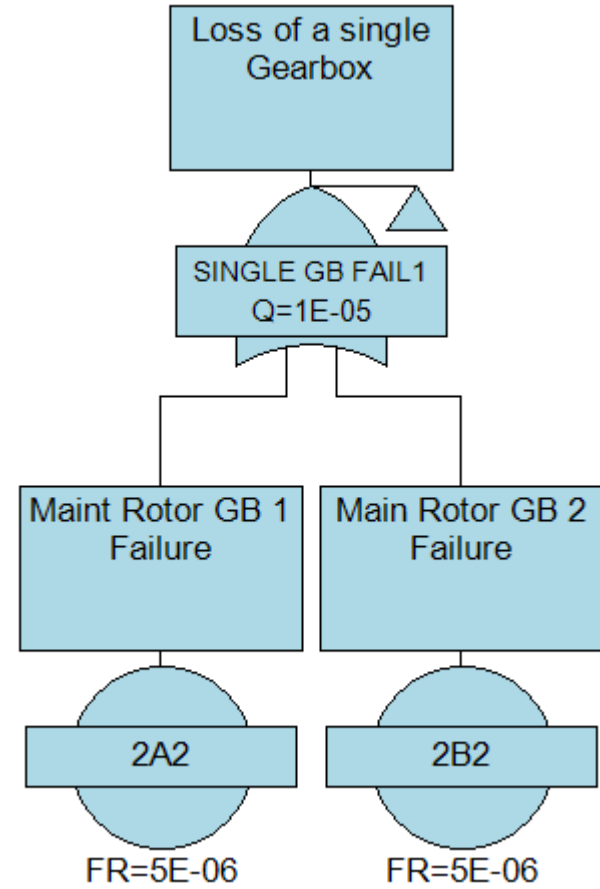 Loss of a single
Gearbox
SINGLE GB FAIL1
Q=1E-05
Maint Rotor GB 1
Failure
Main Rotor GB 2
Failure
2A2
2B2
FR=5E-06
FR=5E-06